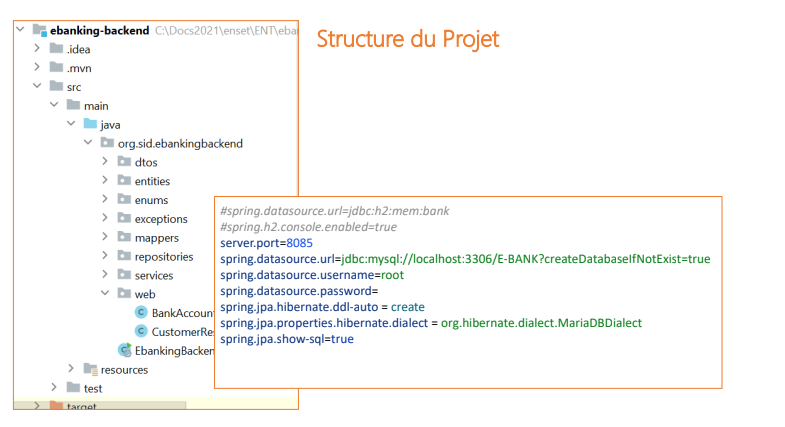 Structure du Projet
ebanking-backend C:\Docs2021\enset\ENT\eba
.idea
.mvn
src
main
java
org.sid.ebankingbackend
dtos
entities
enums
exceptions
mappers
repositories
services
web
BankAccoun
CustomerRes
EbankingBacken
resources
test
target
#spring.datasource.url=jdbc:h2:mem:bank
#spring.h2.console.enabled=true
server.port=8085
spring.datasource.url=jdbc:mysql://localhost:3306/E-BANK?createDatabaseIfNotExist=true
spring.datasource.username=root
spring.datasource.password=
spring.jpa.hibernate.ddl-auto = create
spring.jpa.properties.hibernate.dialect = org.hibernate.dialect.MariaDBDialect
spring.jpa.show-sql=true